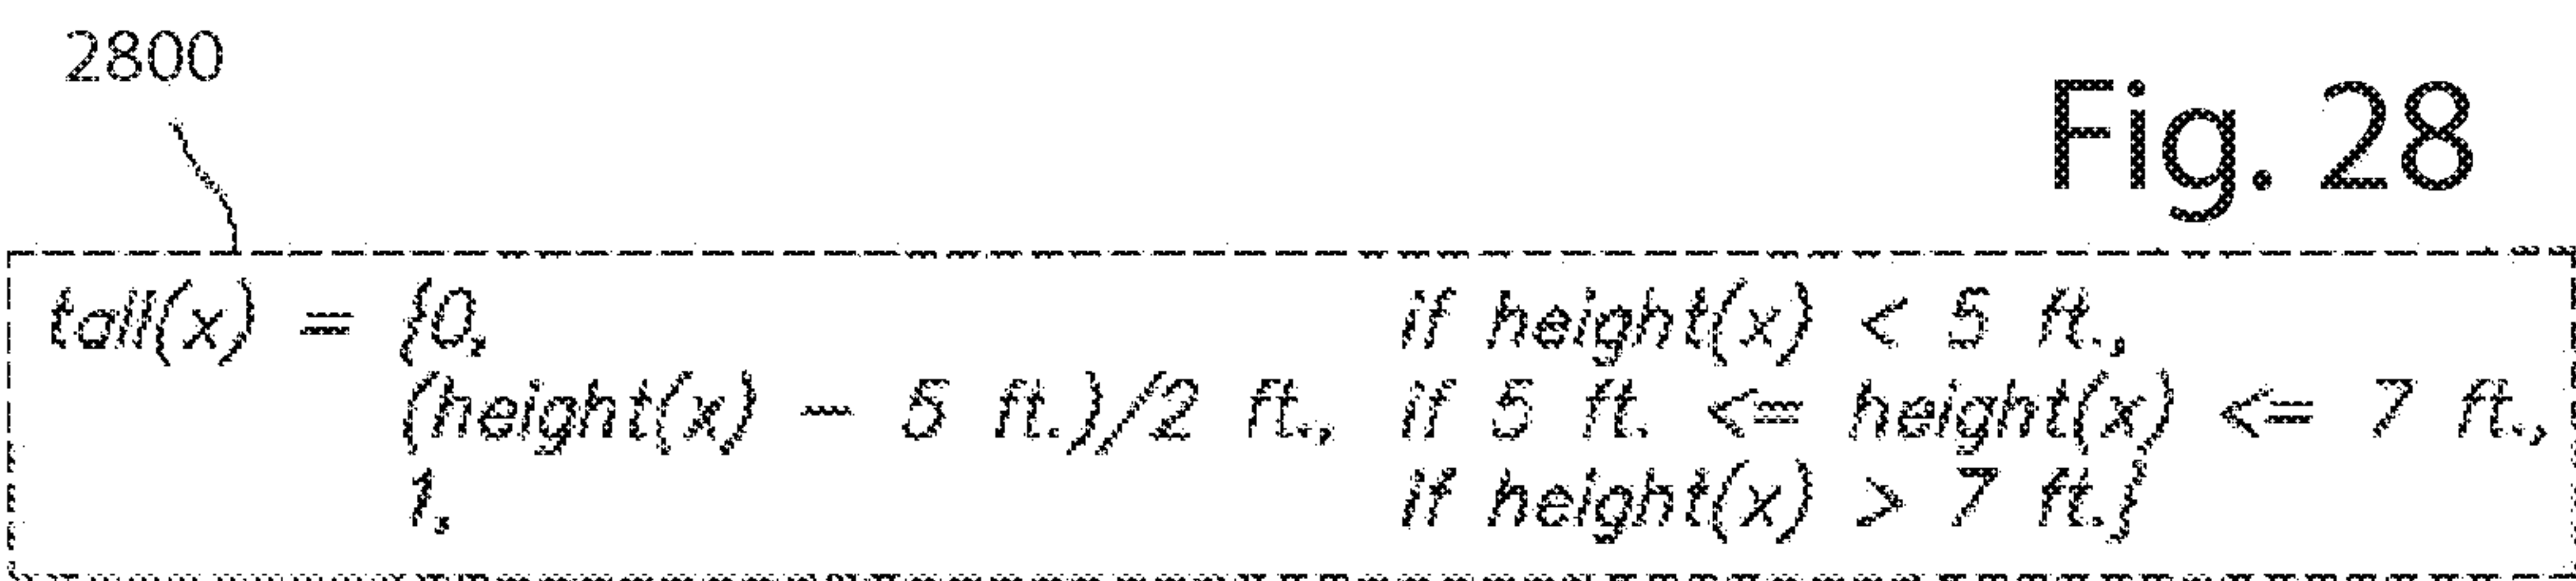 2800
Fig. 28
tall(x) = {0, if height(x) < 5 ft.,
(height(x) – 5 ft.)/2 ft., if 5 ft. <= height(x) <= 7 ft.,
1, if height(x) > 7 ft.}